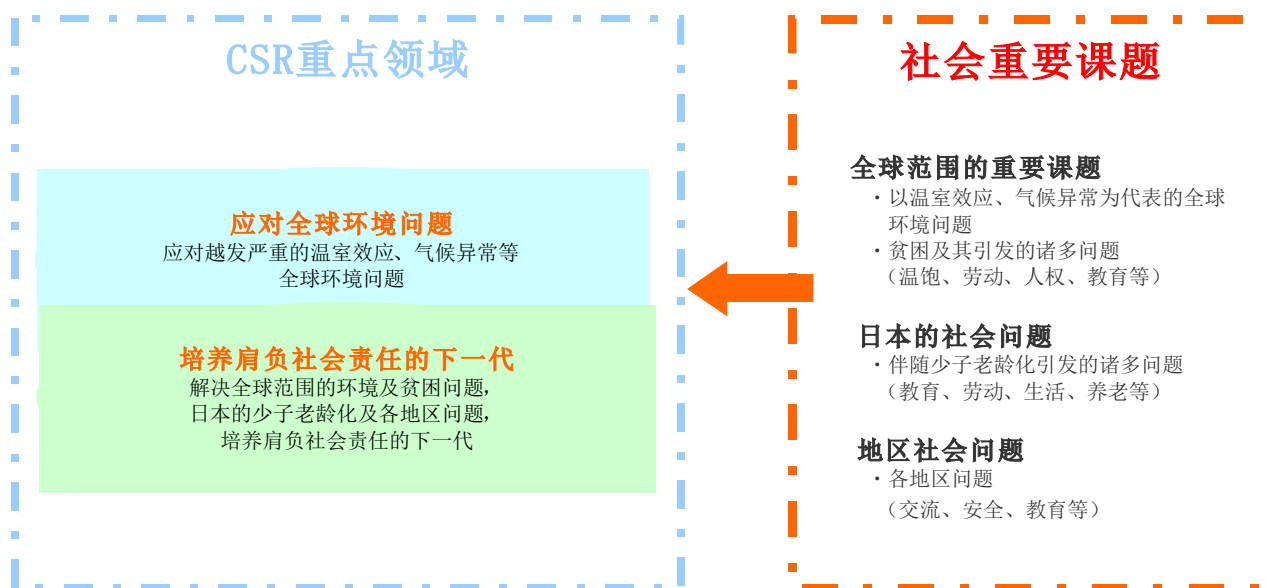 CSR重点领域
应对全球环境问题
应对越发严重的温室效应、气候异常等
全球环境问题
培养肩负社会责任的下一代
解决全球范围的环境及贫困问题,
日本的少子老龄化及各地区问题,
培养肩负社会责任的下一代
社会重要课题
全球范围的重要课题
・以温室效应、气候异常为代表的全球
环境问题
・贫困及其引发的诸多问题
（温饱、劳动、人权、教育等）
日本的社会问题
・伴随少子老龄化引发的诸多问题
（教育、劳动、生活、养老等）
地区社会问题
・各地区问题
（交流、安全、教育等）